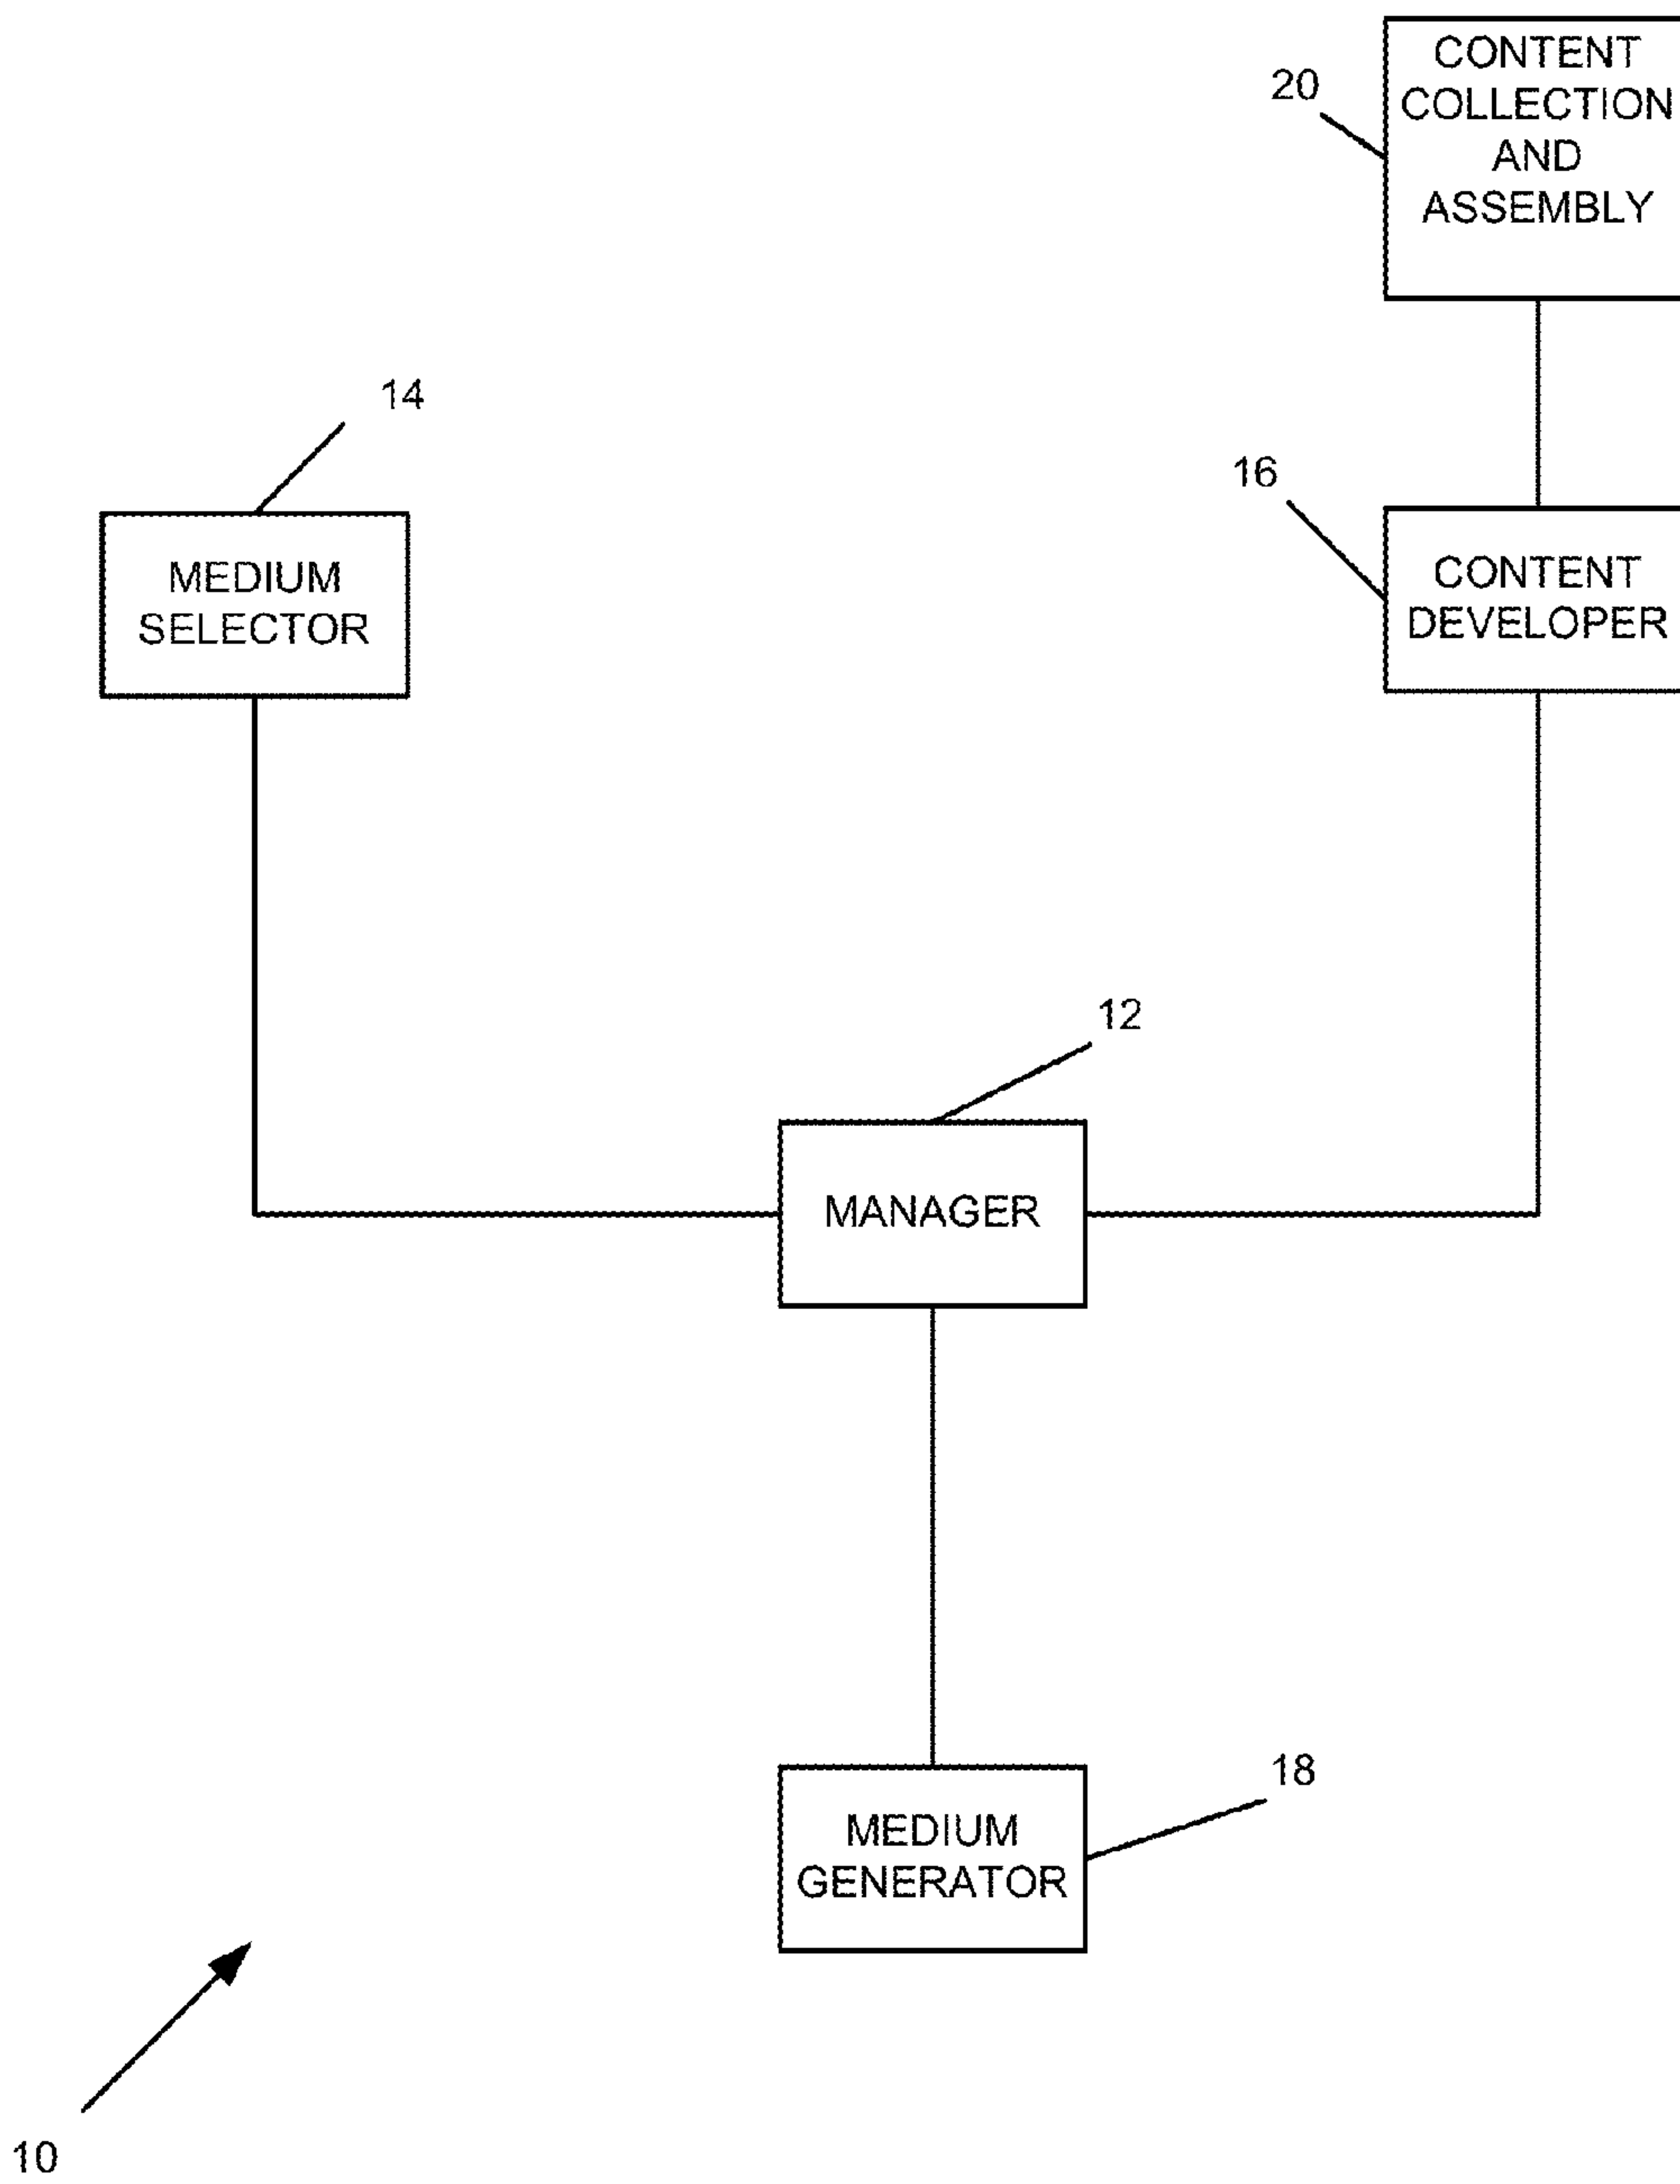 20
CONTENT
COLLECTION
AND
ASSEMBLY
14
16
MEDIUM
SELECTOR
CONTENT
DEVELOPER
12
MANAGER
18
MEDIUM
GENERATOR
10